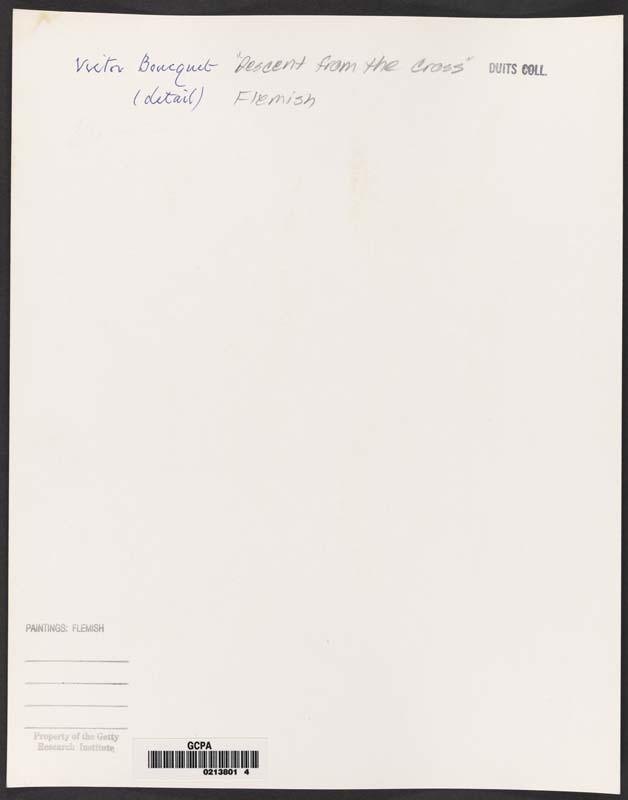 Victor Boucquet "Descent from the Cross" DUITS COLL.
(detail) Flemish
PAINTINGS: FLEMISH
Property of the Getty
Research Institute
GCPA
0213801 4